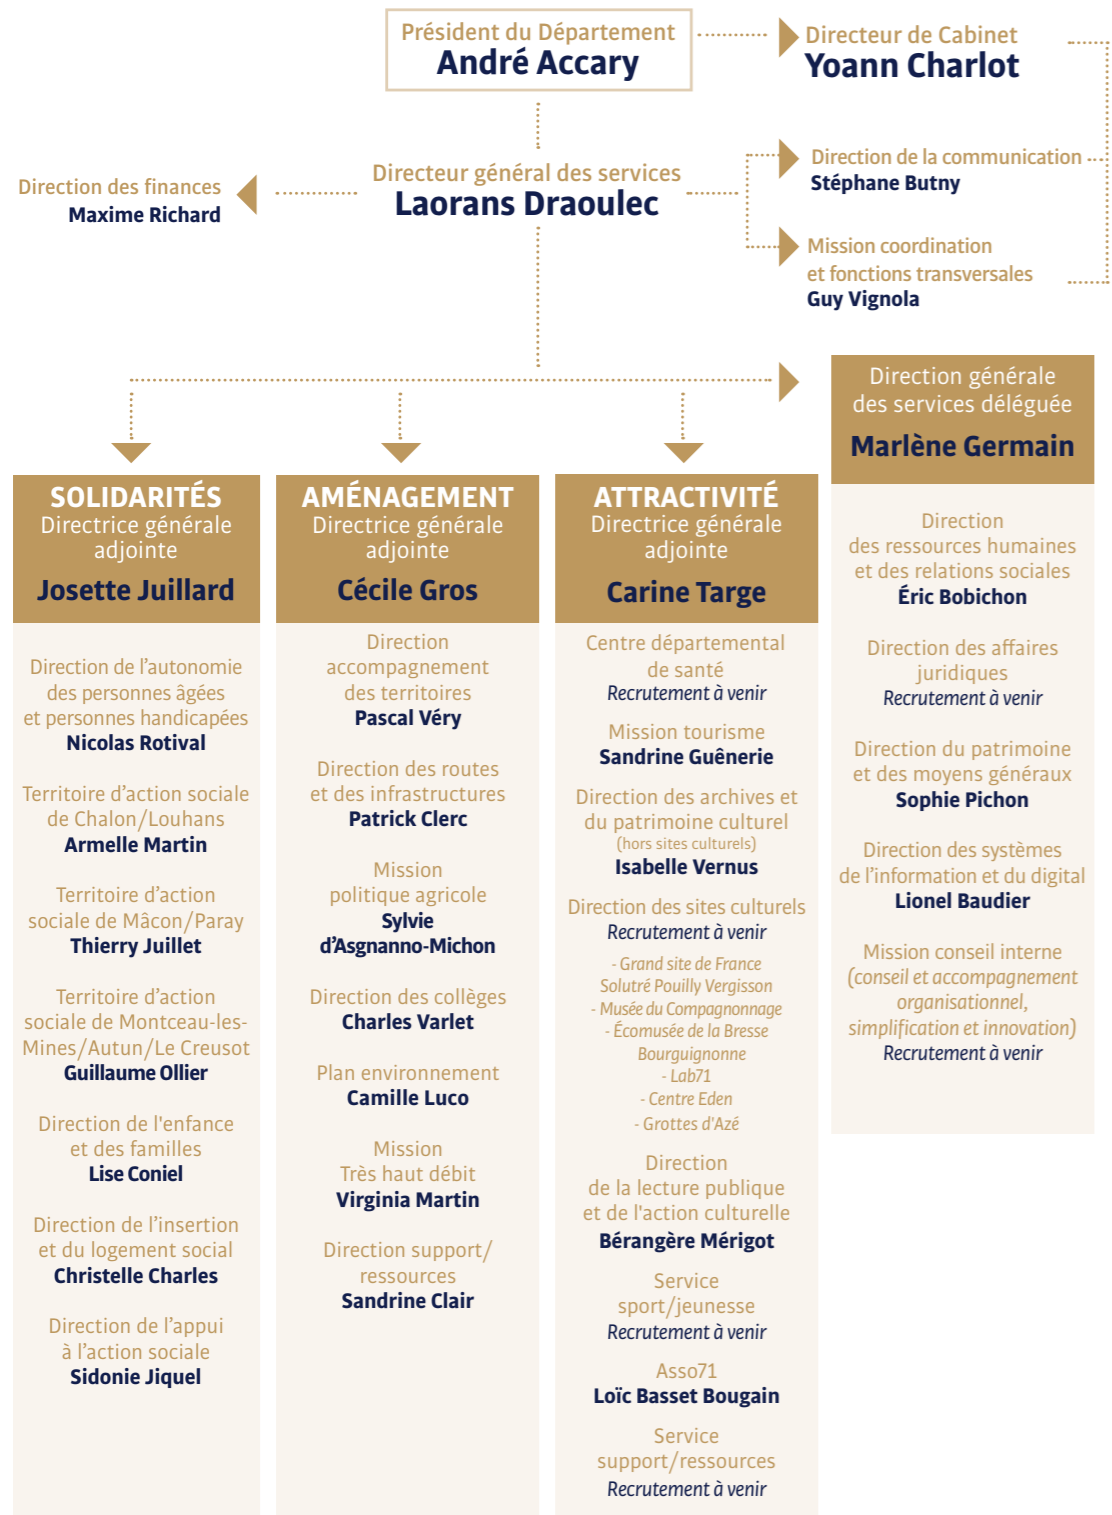 Président du Département
André Accary
Directeur de Cabinet
Yoann Charlot
Direction des finances
Maxime Richard
Directeur général des services
Laorans Draoulec
Direction de la communication
Stéphane Butny
Mission coordination
et fonctions transversales
Guy Vignola
Direction générale
des services déléguée
Marlène Germain
Direction
des ressources humaines
et des relations sociales
Éric Bobichon
Direction des affaires
juridiques
Recrutement à venir
Direction du patrimoine
et des moyens généraux
Sophie Pichon
Direction des systèmes
de l'information et du digital
Lionel Baudier
Mission conseil interne
(conseil et accompagnement
organisationnel,
simplification et innovation)
Recrutement à venir
SOLIDARITÉS
Directrice générale
adjointe
Josette Juillard
Direction de l'autonomie
des personnes âgées
et personnes handicapées
Nicolas Rotival
Territoire d'action sociale
de Chalon/Louhans
Armelle Martin
Territoire d'action
sociale de Mâcon/Paray
Thierry Juillet
Territoire d'action
sociale de Montceau-les-
Mines/Autun/Le Creusot
Guillaume Ollier
Direction de l'enfance
et des familles
Lise Coniel
Direction de l'insertion
et du logement social
Christelle Charles
Direction de l'appui
à l'action sociale
Sidonie Jiquel
AMÉNAGEMENT
Directrice générale
adjointe
Cécile Gros
Direction
accompagnement
des territoires
Pascal Véry
Direction des routes
et des infrastructures
Patrick Clerc
Mission
politique agricole
Sylvie
d'Asgnanno-Michon
Direction des collèges
Charles Varlet
Plan environnement
Camille Luco
Mission
Très haut débit
Virginia Martin
Direction support/
ressources
Sandrine Clair
ATTRACTIVITÉ
Directrice générale
adjointe
Carine Targe
Centre départemental
de santé
Recrutement à venir
Mission tourisme
Sandrine Guênerie
Direction des archives et
du patrimoine culturel
(hors sites culturels)
Isabelle Vernus
Direction des sites culturels
Recrutement à venir
- Grand site de France
Solutré Pouilly Vergisson
- Musée du Compagnonnage
- Écomusée de la Bresse
Bourguignonne
- Lab71
- Centre Eden
- Grottes d'Azé
Direction
de la lecture publique
et de l'action culturelle
Bérangère Mérigot
Service
sport/jeunesse
Recrutement à venir
Asso71
Loïc Basset Bougain
Service
support/ressources
Recrutement à venir